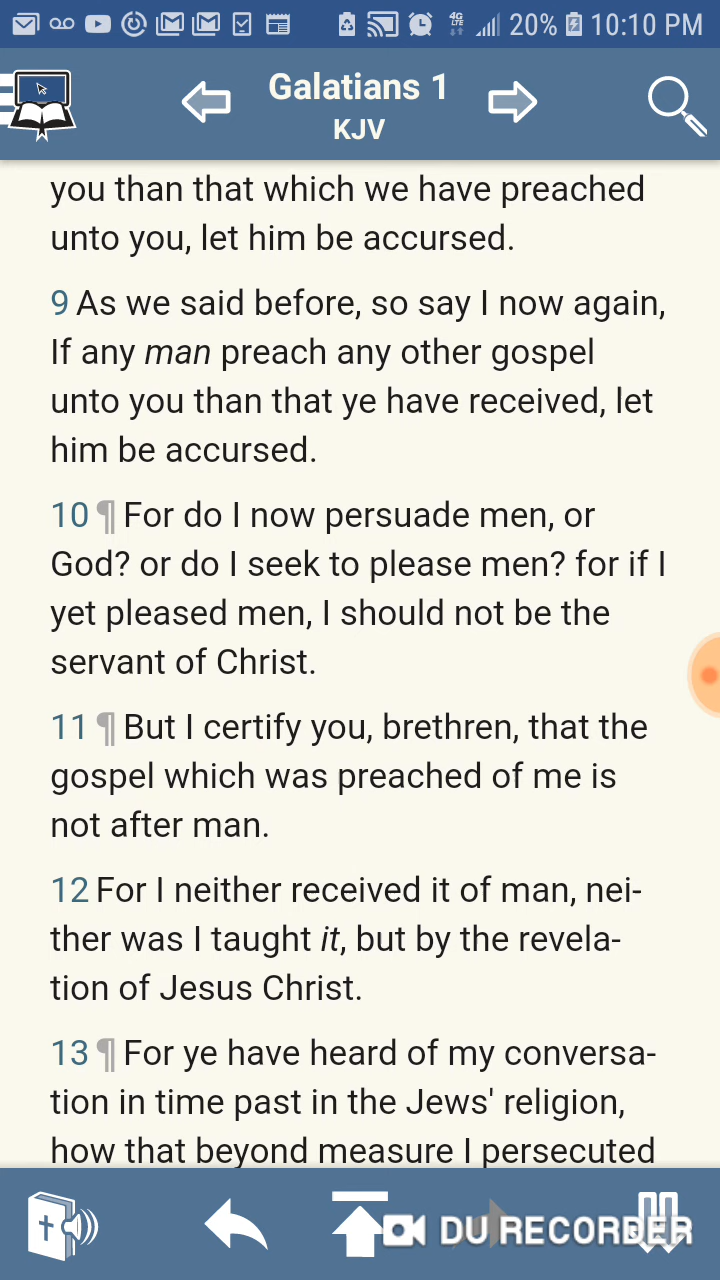 20% 10:10 PM
4G
LTE
Galatians 1
KJV
you than that which we have preached
unto you, let him be accursed.
9 As we said before, so say I now again,
If any man preach any other gospel
unto you than that ye have received, let
him be accursed.
10 ¶ For do I now persuade men, or
God? or do I seek to please men? for if I
yet pleased men, I should not be the
servant of Christ.
11 ¶ But I certify you, brethren, that the
gospel which was preached of me is
not after man.
12 For I neither received it of man, nei-
ther was I taught it, but by the revela-
tion of Jesus Christ.
13 ¶ For ye have heard of my conversa-
tion in time past in the Jews' religion,
how that beyond measure I persecuted
DU RECORDER